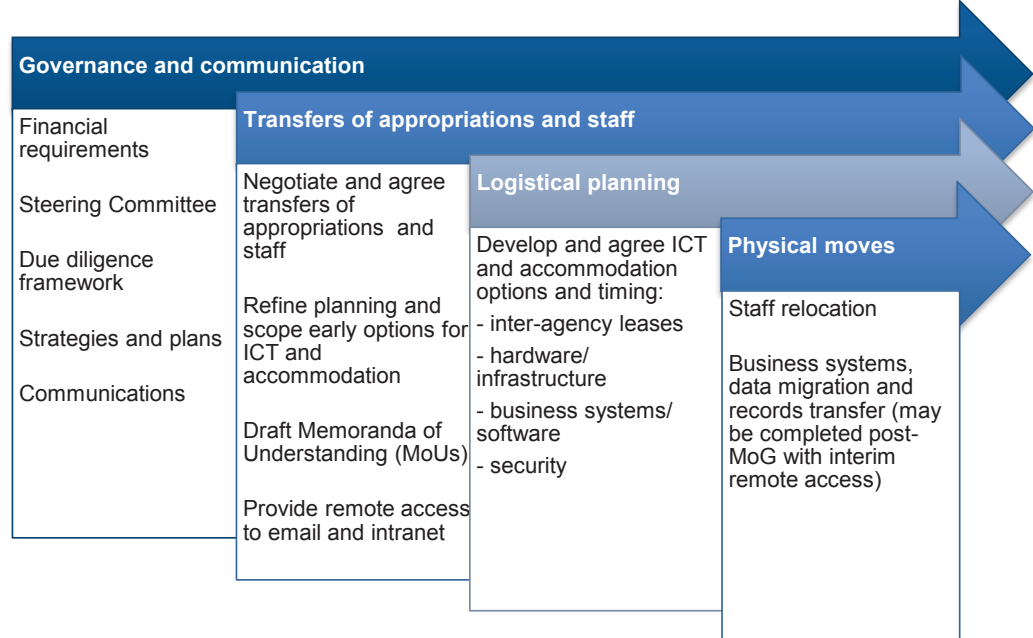 Governance and communication
Financial
requirements
Steering Committee
Due diligence
framework
Strategies and plans
Communications
Transfers of appropriations and staff
Negotiate and agree
transfers of
appropriations and
staff
Refine planning and
scope early options for
ICT and
accommodation
Draft Memoranda of
Understanding (MoUs)
Provide remote access
to email and intranet
Logistical planning
Develop and agree ICT
and accommodation
options and timing:
- inter-agency leases
- hardware/
infrastructure
- business systems/
software
- security
Physical moves
Staff relocation
Business systems,
data migration and
records transfer (may
be completed post-
MoG with interim
remote access)